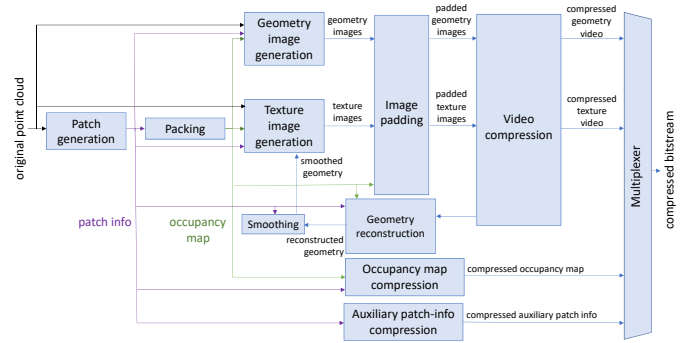 original point cloud
Patch
generation
Packing
patch info
occupancy
map
Geometry
image
generation
geometry
images
Texture
image
generation
texture
images
smoothed
geometry
Smoothing
reconstructed
geometry
Image
padding
padded
geometry
images
padded
texture
images
Geometry
reconstruction
Video
compression
compressed
geometry
video
compressed
texture
video
Occupancy map
compression
compressed occupancy map
Auxiliary patch-info
compression
compressed auxiliary patch info
Multiplexer
compressed bitstream